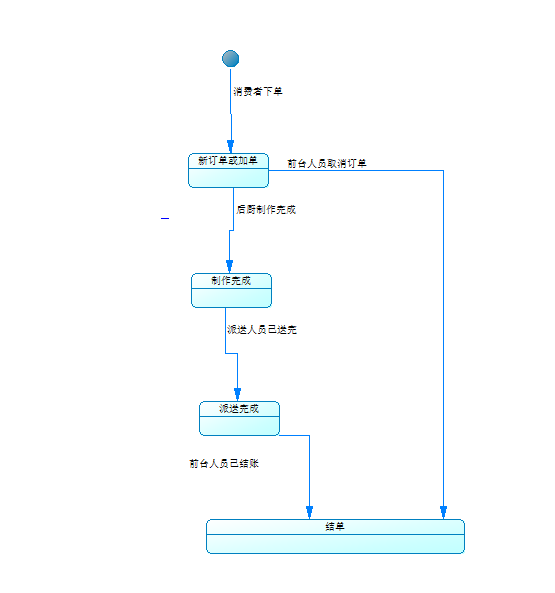 消费者下单
新订单或加单
前台人员取消订单
后厨制作完成
制作完成
派送人员已送完
派送完成
前台人员已结账
结单